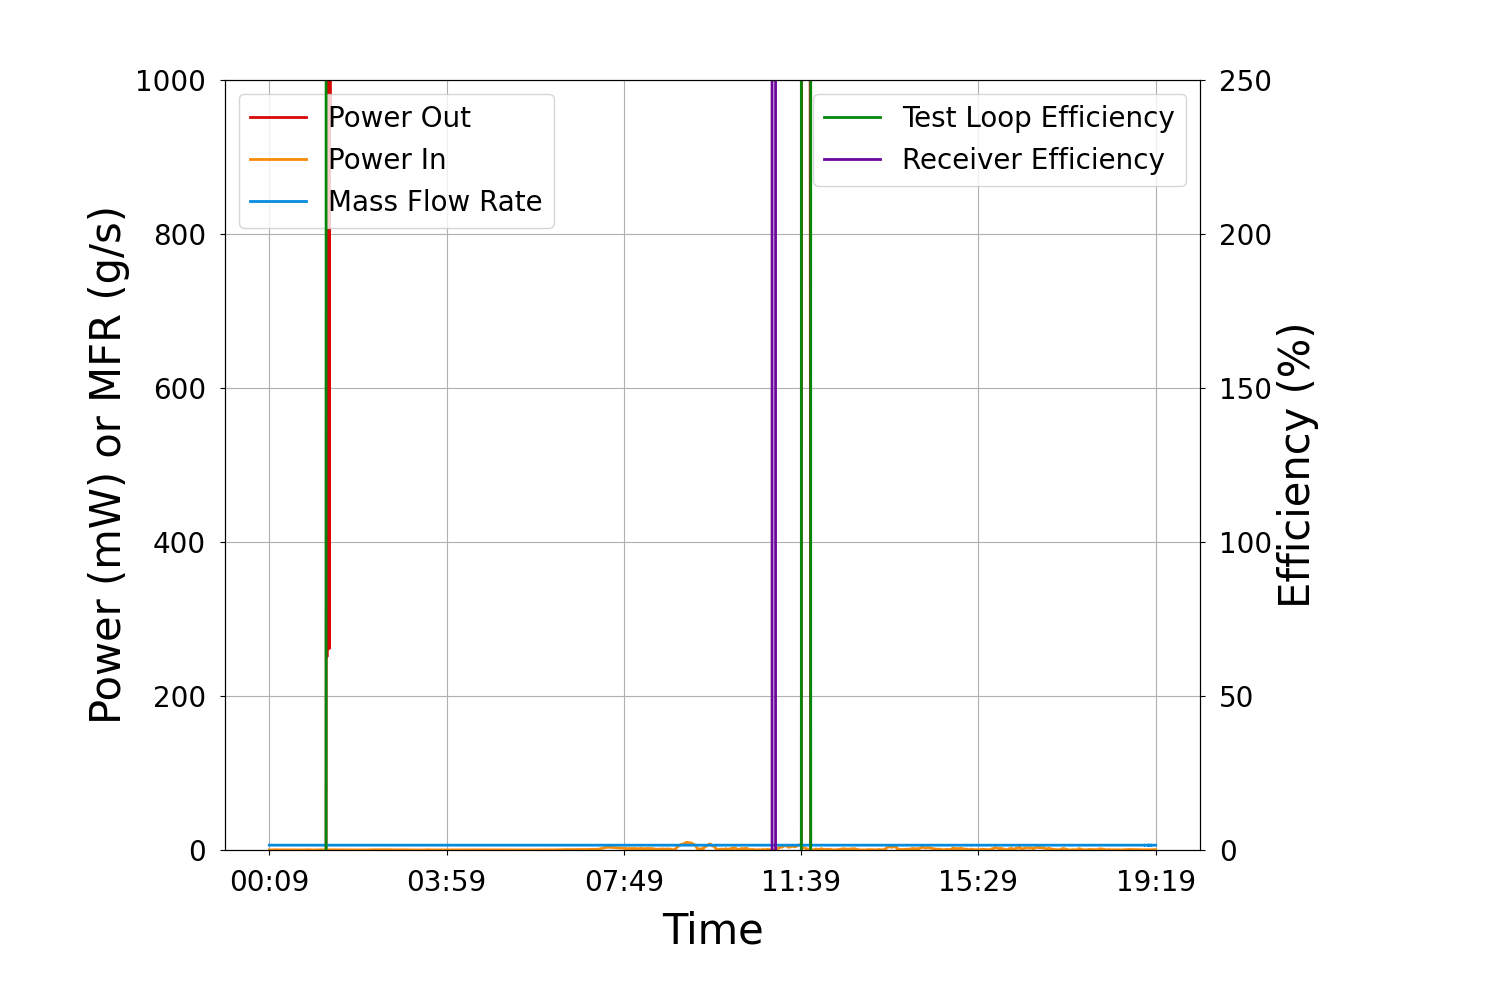 1000
800
600
400
200
0
Power (mW) or MFR (g/s)
Power Out
Power In
Mass Flow Rate
Test Loop Efficiency
Receiver Efficiency
250
200
150
100
50
0
Efficiency (%)
00:09 03:59 07:49 11:39 15:29 19:19
Time